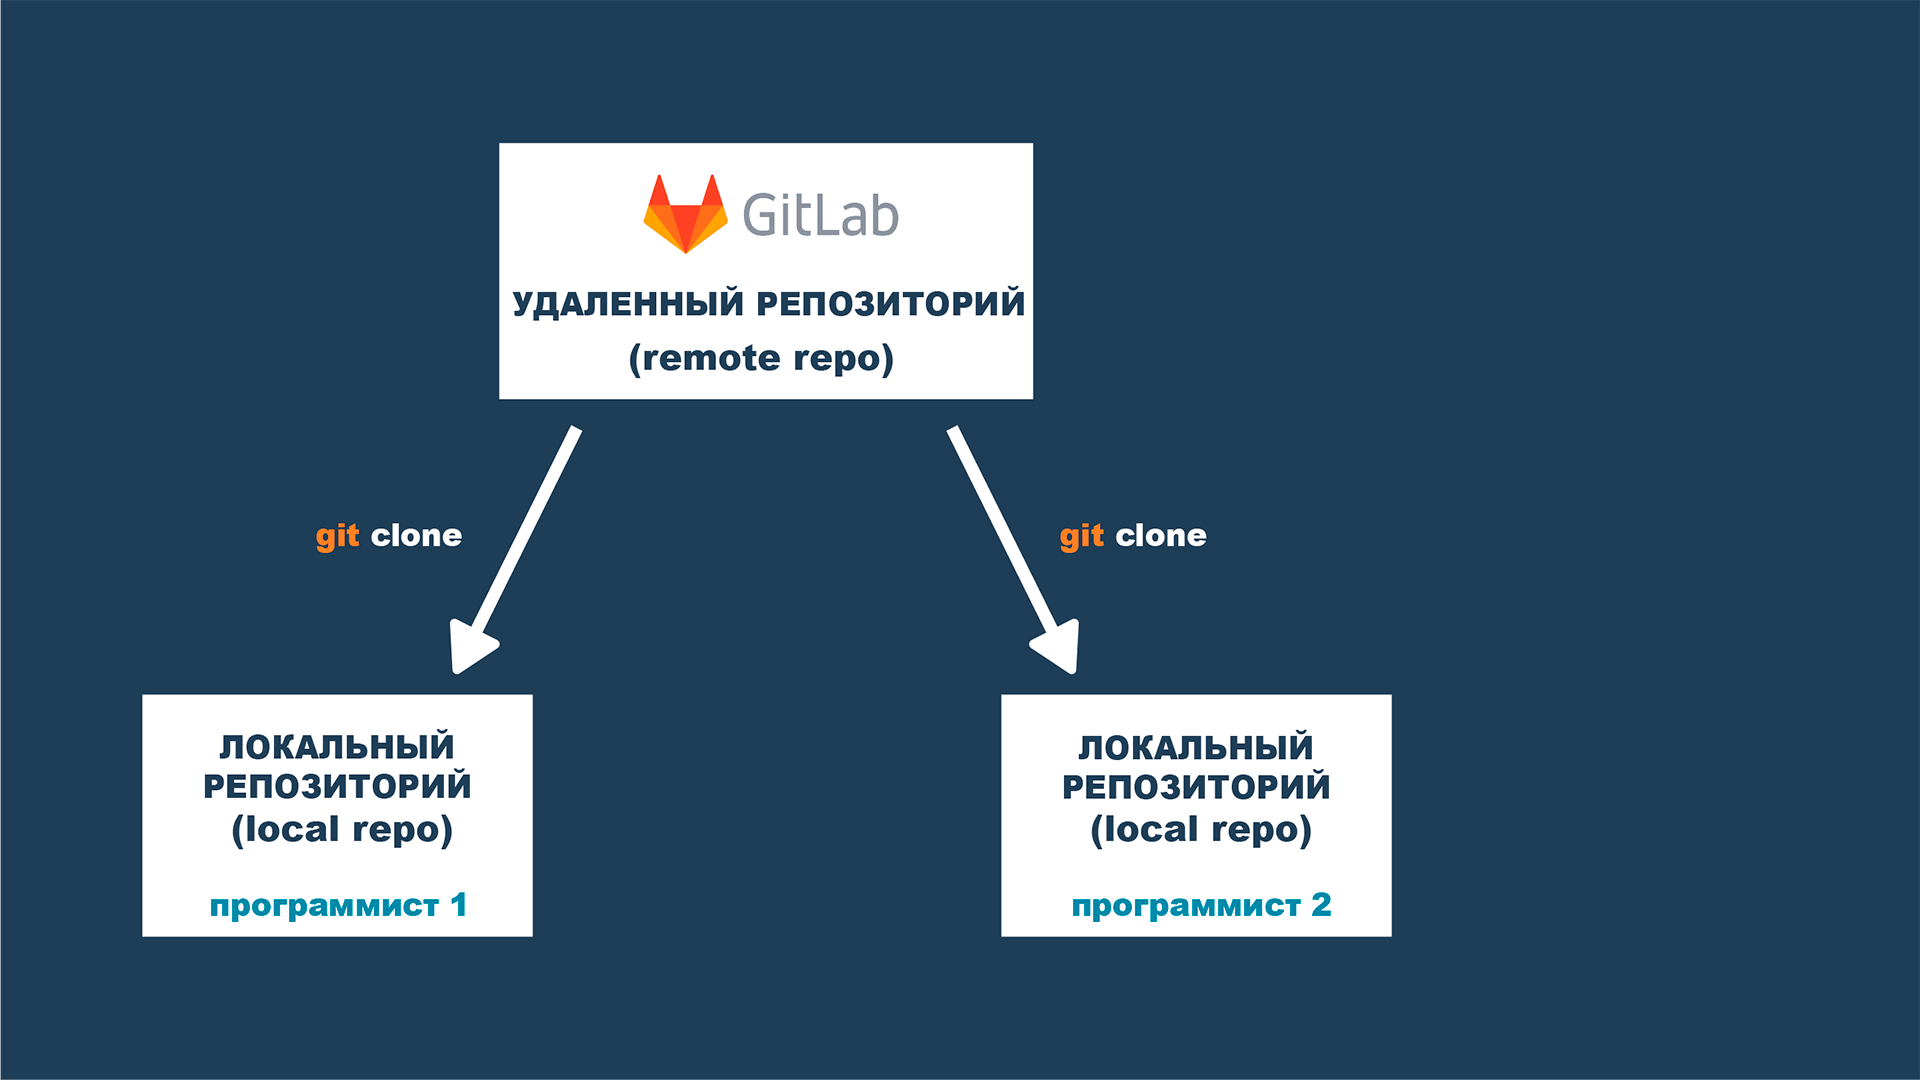 GitLab
УДАЛЕННЫЙ РЕПОЗИТОРИЙ
(remote repo)
git clone
git clone
ЛОКАЛЬНЫЙ
РЕПОЗИТОРИЙ
(local repo)
программист 1
ЛОКАЛЬНЫЙ
РЕПОЗИТОРИЙ
(local repo)
программист 2